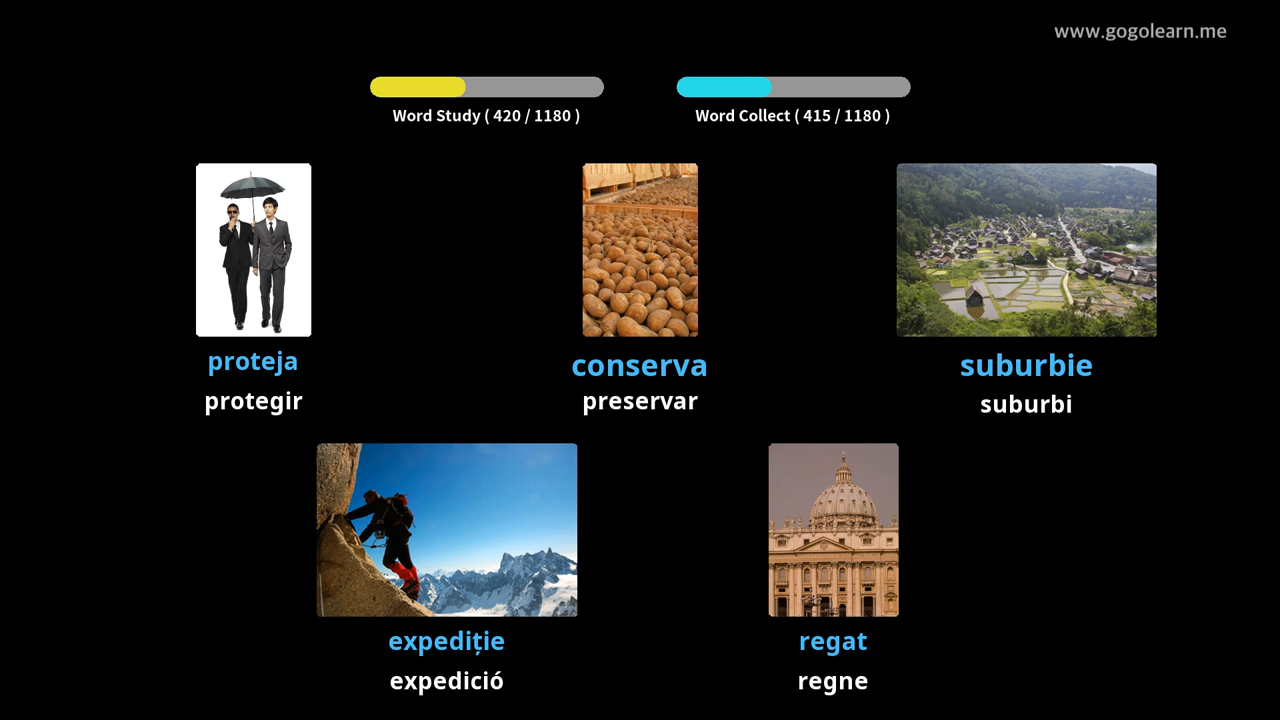 www.gogolearn.me
Word Study ( 420 / 1180 )
Word Collect ( 415 / 1180 )
proteja
protegir
conserva
preservar
suburbie
suburbi
expediție
expedició
regat
regne